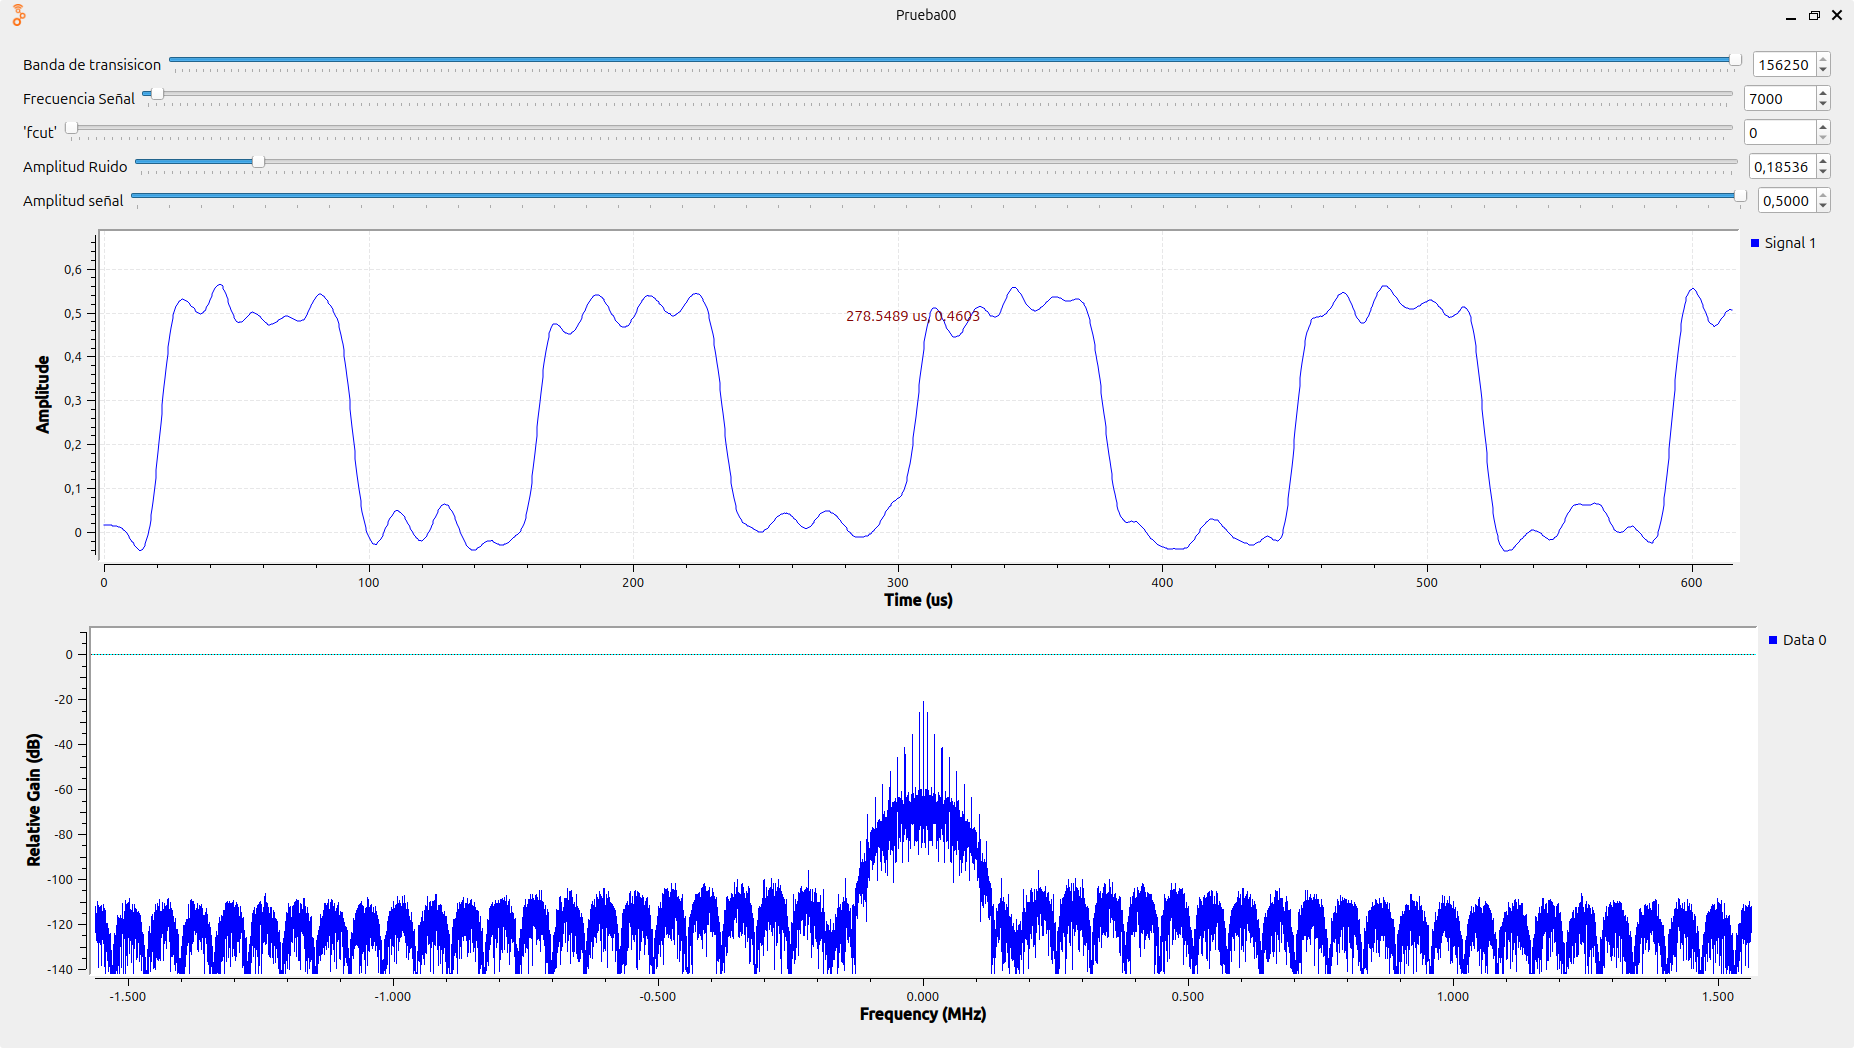 Prueba00
Banda de transisicon 156250
Frecuencia Señal 7000
'fcut' 0
Amplitud Ruido 0,18536
Amplitud señal 0,5000
Signal 1
Amplitude
0,6
0,5
0,4
0,3
0,2
0,1
0
278.5489 us, 0.4603
0 100 200 300 400 500 600
Time (us)
Data 0
Relative Gain (dB)
0
-20
-40
-60
-80
-100
-120
-140
-1.500 -1.000 -0.500 0.000 0.500 1.000 1.500
Frequency (MHz)